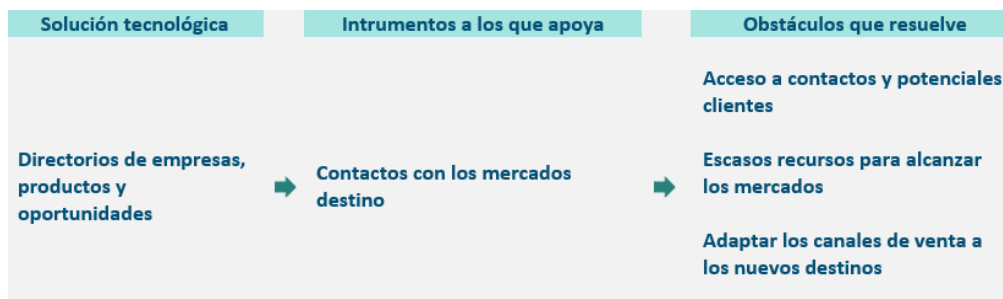 Solución tecnológica
Intrumentos a los que apoya
Obstáculos que resuelve
Directorios de empresas,
productos y
oportunidades
Contactos con los mercados
destino
Acceso a contactos y potenciales
clientes
Escasos recursos para alcanzar
los mercados
Adaptar los canales de venta a
los nuevos destinos